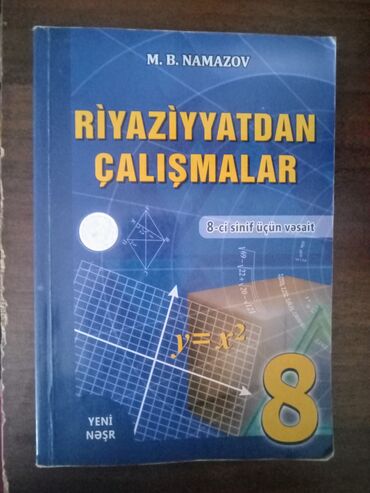 M. B. NAMAZOV
RİYAZİYYATDAN
ÇALIŞMALAR
8-ci sinif üçün vəsait
y=x²
8
YENİ
NƏŞR